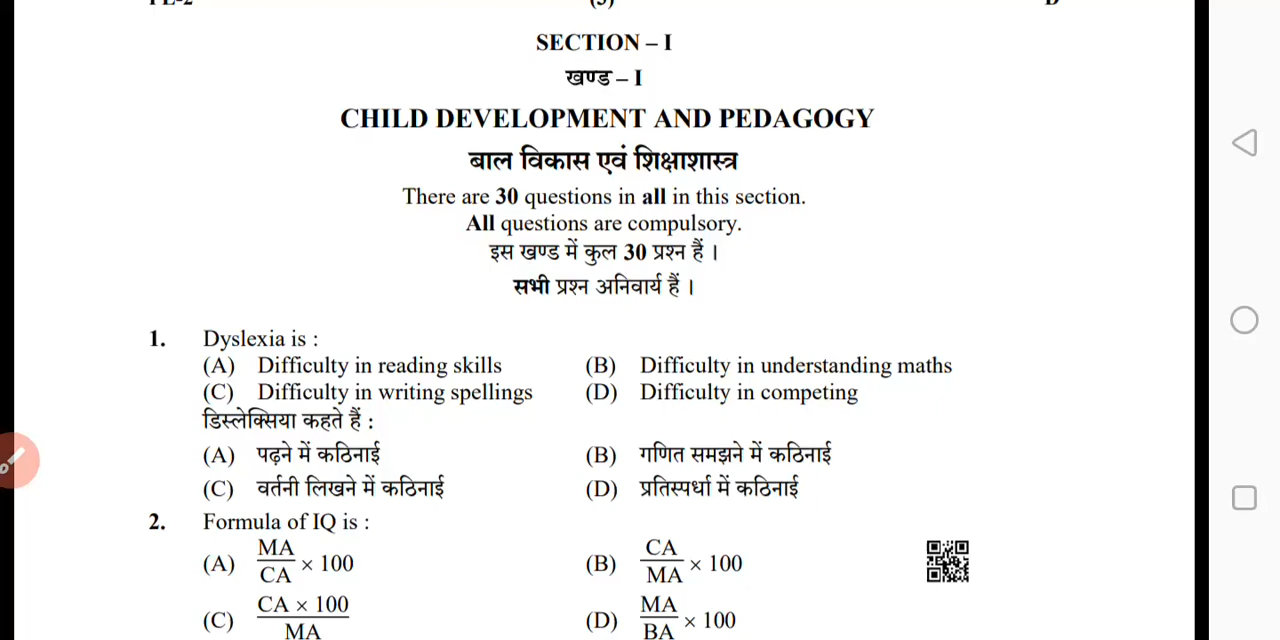 SECTION – I
खण्ड – I
CHILD DEVELOPMENT AND PEDAGOGY
बाल विकास एवं शिक्षाशास्त्र
There are 30 questions in all in this section.
All questions are compulsory.
इस खण्ड में कुल 30 प्रश्न हैं ।
सभी प्रश्न अनिवार्य हैं ।
1. Dyslexia is :
(A) Difficulty in reading skills (B) Difficulty in understanding maths
(C) Difficulty in writing spellings (D) Difficulty in competing
डिस्लेक्सिया कहते हैं :
(A) पढ़ने में कठिनाई (B) गणित समझने में कठिनाई
(C) वर्तनी लिखने में कठिनाई (D) प्रतिस्पर्धा में कठिनाई
2. Formula of IQ is :
(A) MA/CA × 100 (B) CA/MA × 100
(C) CA × 100/MA (D) MA/BA × 100